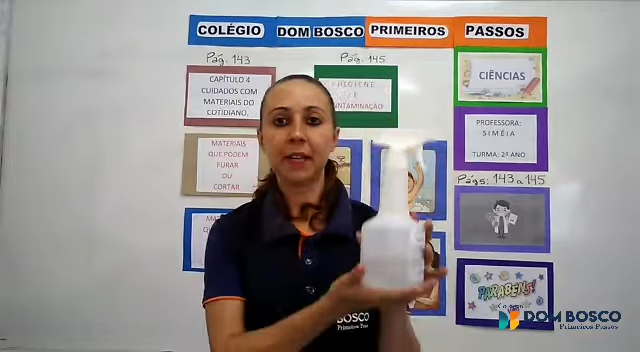 COLÉGIO DOM BOSCO PRIMEIROS PASSOS
Pág. 143
Pág. 145
CAPÍTULO 4
CUIDADOS COM
MATERIAIS DO
COTIDIANO.
HIGIENE
E
CONTAMINAÇÃO
CIÊNCIAS
MATERIAIS
QUE PODEM
FURAR
OU
CORTAR
PROFESSORA:
SIMÉIA
TURMA: 2º ANO
Págs: 143 a 145
PARABÉNS!
BOSCO
Primeiros Pass
DOM BOSCO
Primeiros Passos